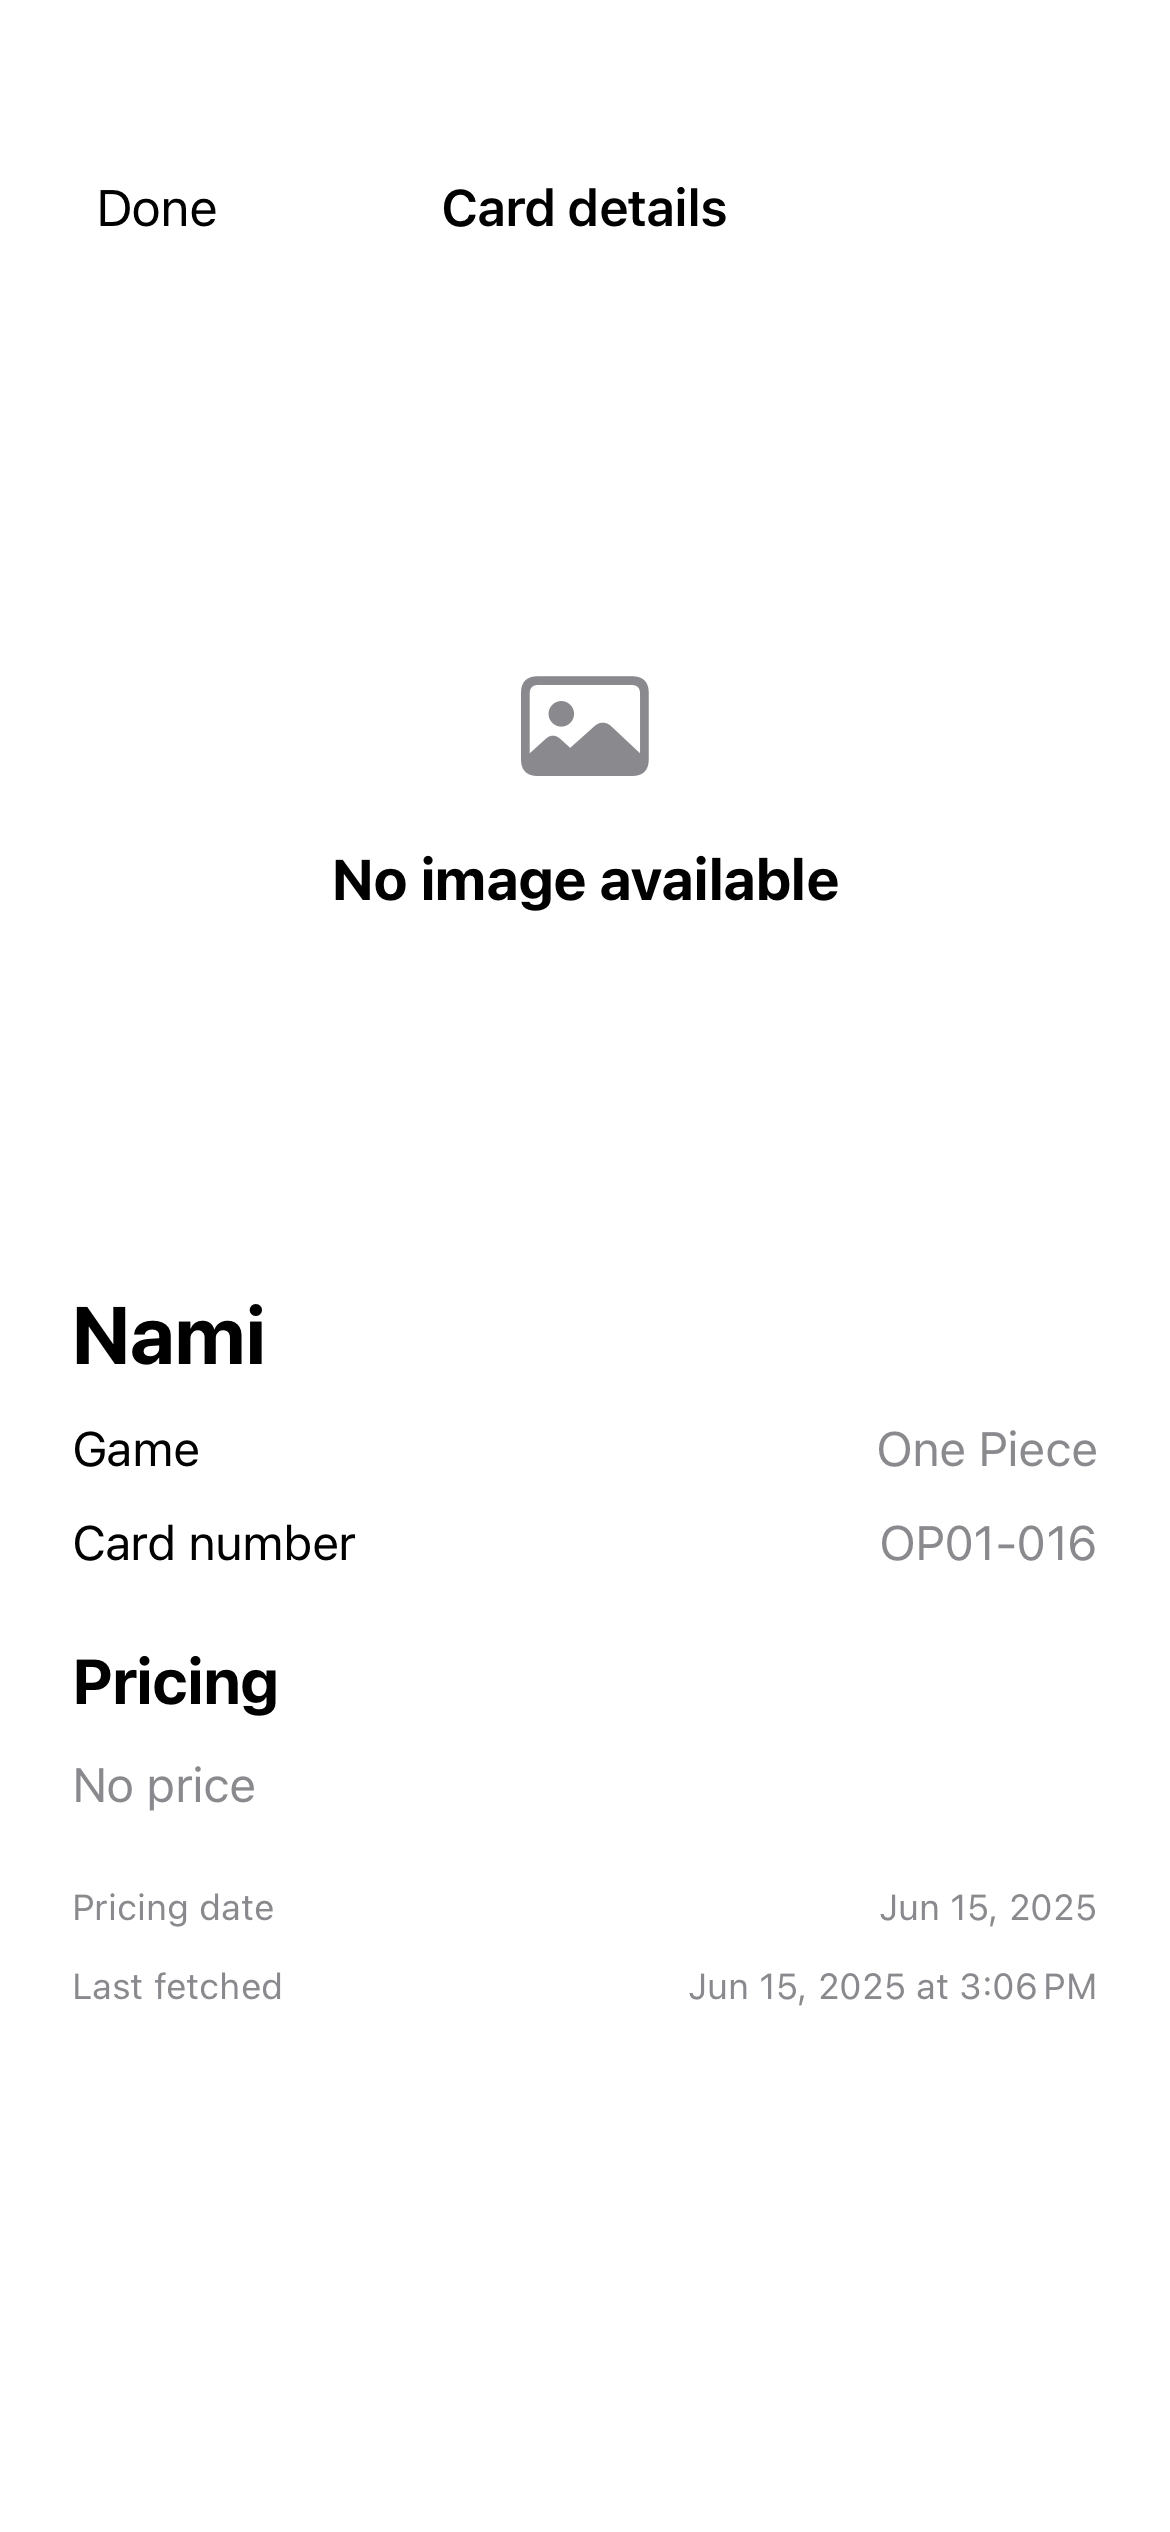 Done Card details
No image available
Nami
Game One Piece
Card number OP01-016
Pricing
No price
Pricing date Jun 15, 2025
Last fetched Jun 15, 2025 at 3:06 PM